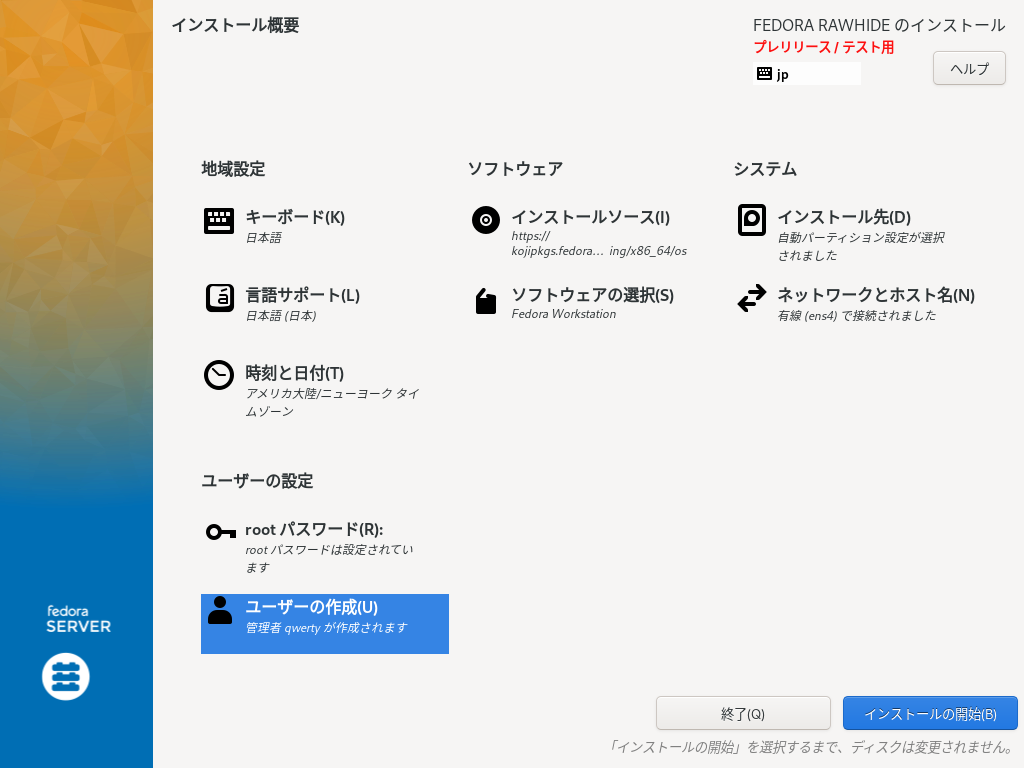 インストール概要
FEDORA RAWHIDE のインストール
プレリリース / テスト用
jp
ヘルプ
地域設定
キーボード(K)
日本語
言語サポート(L)
日本語 (日本)
時刻と日付(T)
アメリカ大陸/ニューヨーク タイ
ムゾーン
ソフトウェア
インストールソース(I)
https://
kojipkgs.fedora… ing/x86_64/os
ソフトウェアの選択(S)
Fedora Workstation
システム
インストール先(D)
自動パーティション設定が選択
されました
ネットワークとホスト名(N)
有線 (ens4) で接続されました
ユーザーの設定
root パスワード(R):
root パスワードは設定されてい
ます
ユーザーの作成(U)
管理者 qwerty が作成されます
fedora
SERVER
終了(Q)
インストールの開始(B)
「インストールの開始」を選択するまで、ディスクは変更されません。